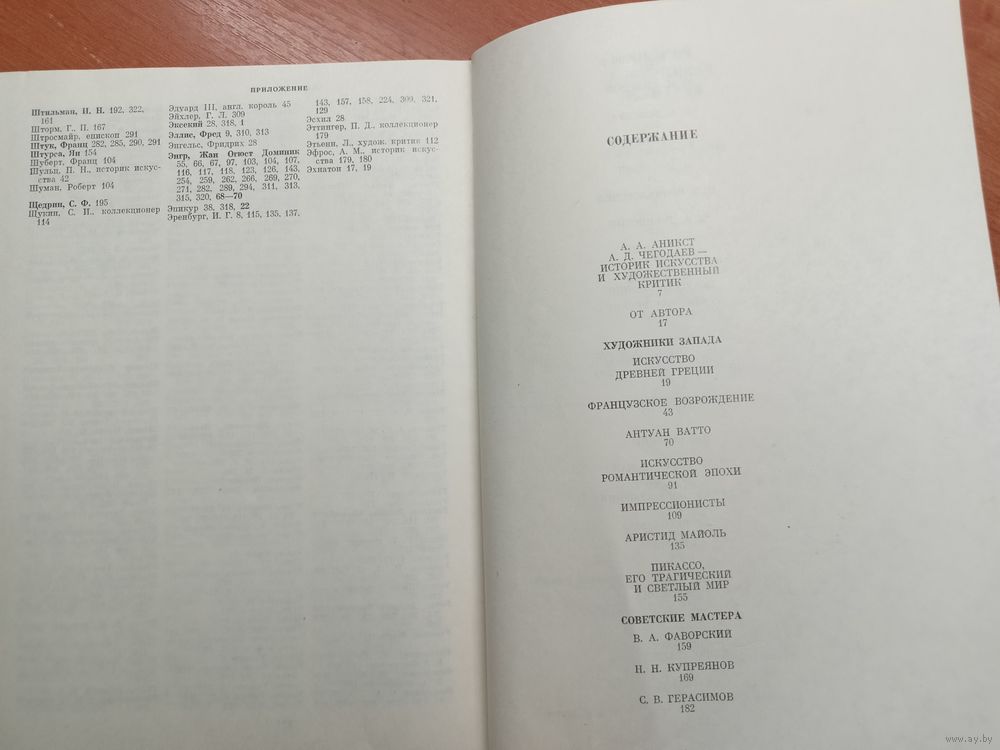 ПРИЛОЖЕНИЕ
Штильман, И. Н. 192, 322,
161
Шторм, Г. П. 167
Штросмайр, епископ 291
Штук, Франц 282, 285, 290, 291
Штурса, Ян 154
Шуберт, Франц 104
Шульц, П. Н., историк искус-
ства 42
Шуман, Роберт 104
Щедрин, С. Ф. 195
Щукин, С. И., коллекционер
114
Эдуард III, англ. король 45
Эйхлер, Г. Л. 309
Эксекий 28, 318, 1
Эллис, Фред 9, 310, 313
Энгельс, Фридрих 28
Энгр, Жан Огюст Доминик
55, 66, 67, 97, 103, 104, 107,
116, 117, 118, 123, 126, 143,
254, 259, 262, 266, 269, 270,
271, 282, 289, 294, 311, 313,
315, 320, 68—70
Эпикур 38, 318, 22
Эренбург, И. Г. 8, 115, 135, 137,
143, 157, 158, 224, 309, 321,
129
Эсхил 28
Эттингер, П. Д., коллекционер
179
Этьенн, Л., худож. критик 112
Эфрос, А. М., историк искус-
ства 179, 180
Эхнатон 17, 19
СОДЕРЖАНИЕ
А. А. АНИКСТ
А. Д. ЧЕГОДАЕВ —
ИСТОРИК ИСКУССТВА
И ХУДОЖЕСТВЕННЫЙ
КРИТИК
7
ОТ АВТОРА
17
ХУДОЖНИКИ ЗАПАДА
ИСКУССТВО
ДРЕВНЕЙ ГРЕЦИИ
19
ФРАНЦУЗСКОЕ ВОЗРОЖДЕНИЕ
43
АНТУАН ВАТТО
70
ИСКУССТВО
РОМАНТИЧЕСКОЙ ЭПОХИ
91
ИМПРЕССИОНИСТЫ
109
АРИСТИД МАЙОЛЬ
135
ПИКАССО,
ЕГО ТРАГИЧЕСКИЙ
И СВЕТЛЫЙ МИР
155
СОВЕТСКИЕ МАСТЕРА
В. А. ФАВОРСКИЙ
159
Н. Н. КУПРЕЯНОВ
169
С. В. ГЕРАСИМОВ
182
www.ay.by